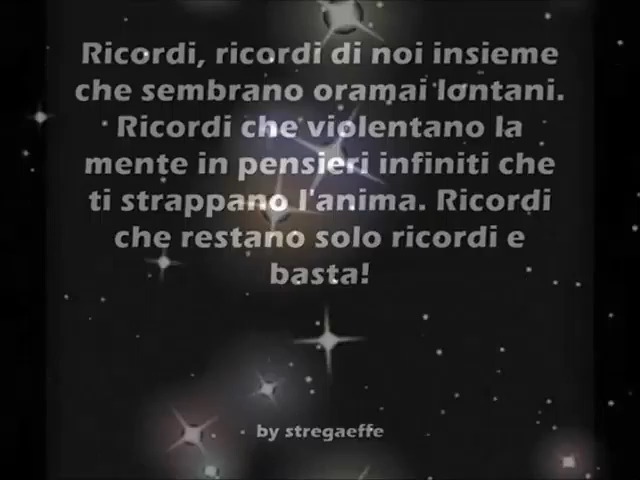 Ricordi, ricordi di noi insieme
che sembrano oramai lontani.
Ricordi che violentano la
mente in pensieri infiniti che
ti strappano l'anima. Ricordi
che restano solo ricordi e
basta!
by stregaeffe